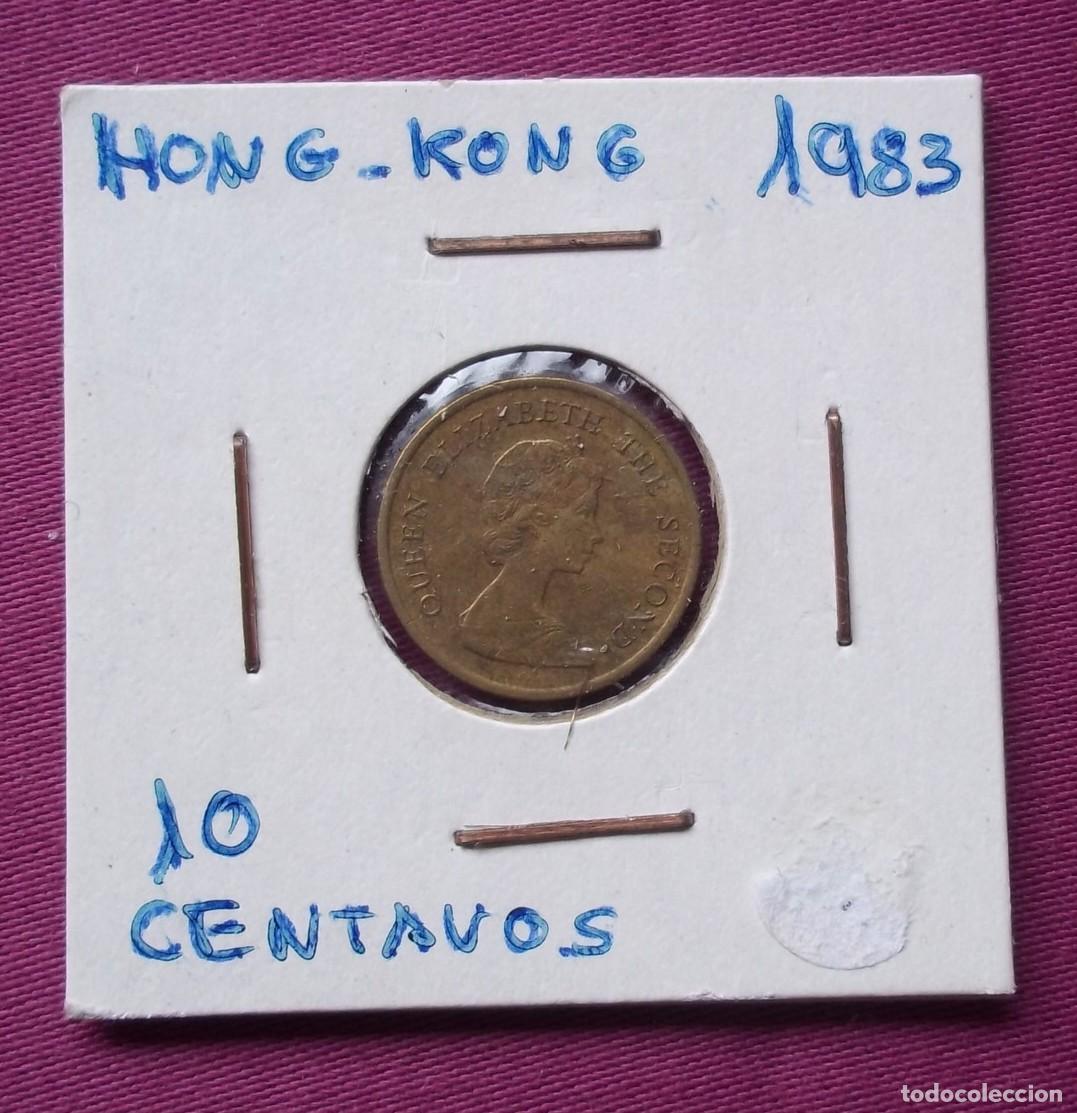 HONG-KONG 1983
QUEEN ELIZABETH THE SECOND.
10
CENTAVOS
todocoleccion